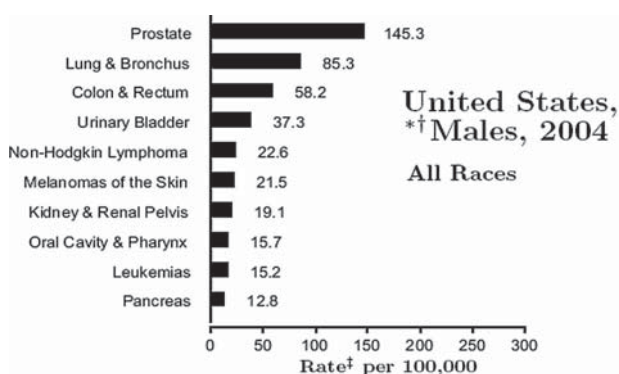 Prostate 145.3
Lung & Bronchus 85.3
Colon & Rectum 58.2
Urinary Bladder 37.3
Non-Hodgkin Lymphoma 22.6
Melanomas of the Skin 21.5
Kidney & Renal Pelvis 19.1
Oral Cavity & Pharynx 15.7
Leukemias 15.2
Pancreas 12.8
United States,
*†Males, 2004
All Races
0 50 100 150 200 250 300
Rate‡ per 100,000